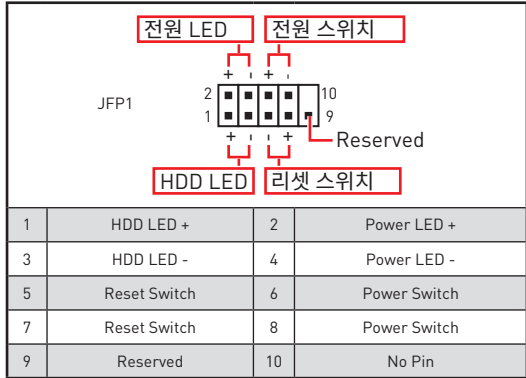 전원 LED 전원 스위치
+ - + -
JFP1
2 10
1 9
+ - - +
Reserved
HDD LED 리셋 스위치
1 HDD LED + 2 Power LED +
3 HDD LED - 4 Power LED -
5 Reset Switch 6 Power Switch
7 Reset Switch 8 Power Switch
9 Reserved 10 No Pin